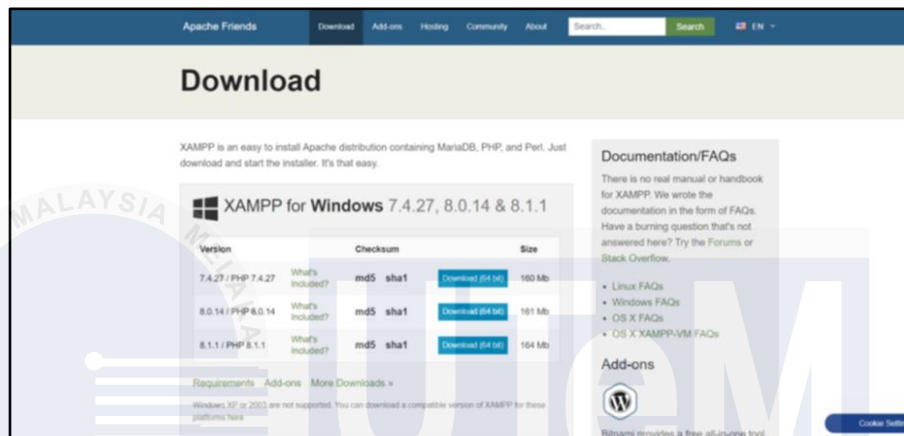 Apache Friends Download Add-ons Hosting Community About Search... Search EN
Download
XAMPP is an easy to install Apache distribution containing MariaDB, PHP, and Perl. Just
download and start the installer. It's that easy.
XAMPP for Windows 7.4.27, 8.0.14 & 8.1.1
Version Checksum Size
7.4.27 / PHP 7.4.27 What's Included? md5 sha1 Download (64 bit) 160 Mb
8.0.14 / PHP 8.0.14 What's Included? md5 sha1 Download (64 bit) 161 Mb
8.1.1 / PHP 8.1.1 What's Included? md5 sha1 Download (64 bit) 164 Mb
Requirements Add-ons More Downloads »
Windows XP or 2003 are not supported. You can download a compatible version of XAMPP for these
platforms here
Documentation/FAQs
There is no real manual or handbook
for XAMPP. We wrote the
documentation in the form of FAQs.
Have a burning question that's not
answered here? Try the Forums or
Stack Overflow.
• Linux FAQs
• Windows FAQs
• OS X FAQs
• OS X XAMPP-VM FAQs
Add-ons
Bitnami provides a free all-in-one tool
Cookie
MALAYSIA
MELAKA
UTeM